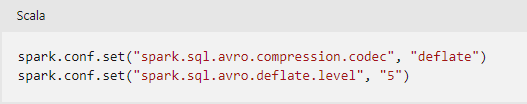 Scala
spark.conf.set("spark.sql.avro.compression.codec", "deflate")
spark.conf.set("spark.sql.avro.deflate.level", "5")